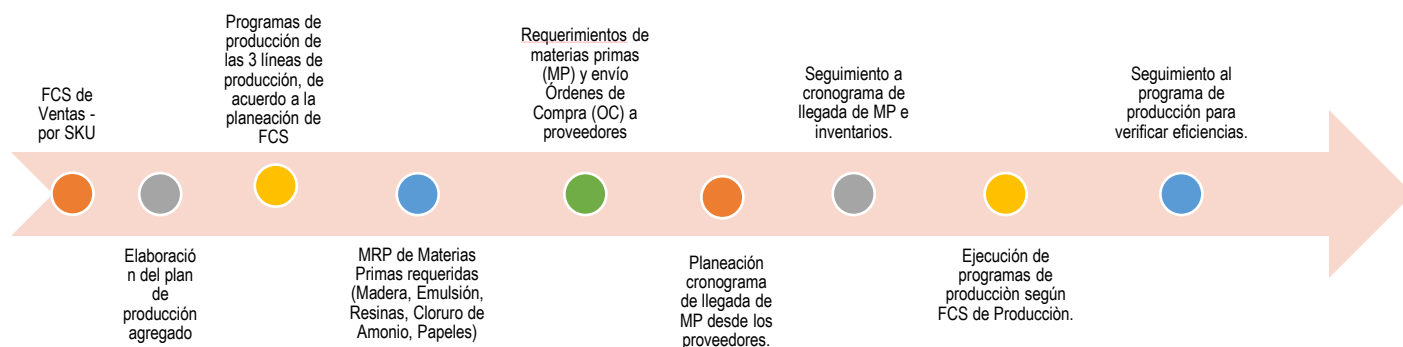 FCS de
Ventas -
por SKU
Elaboració
n del plan
de
producción
agregado
Programas de
producción de
las 3 líneas de
producción, de
acuerdo a la
planeación de
FCS
MRP de Materias
Primas requeridas
(Madera, Emulsión,
Resinas, Cloruro de
Amonio, Papeles)
Requerimientos de
materias primas
(MP) y envío
Órdenes de
Compra (OC) a
proveedores
Planeación
cronograma
de llegada de
MP desde los
proveedores.
Seguimiento a
cronograma de
llegada de MP e
inventarios.
Ejecución de
programas de
producciòn según
FCS de Producciòn.
Seguimiento al
programa de
producción para
verificar eficiencias.